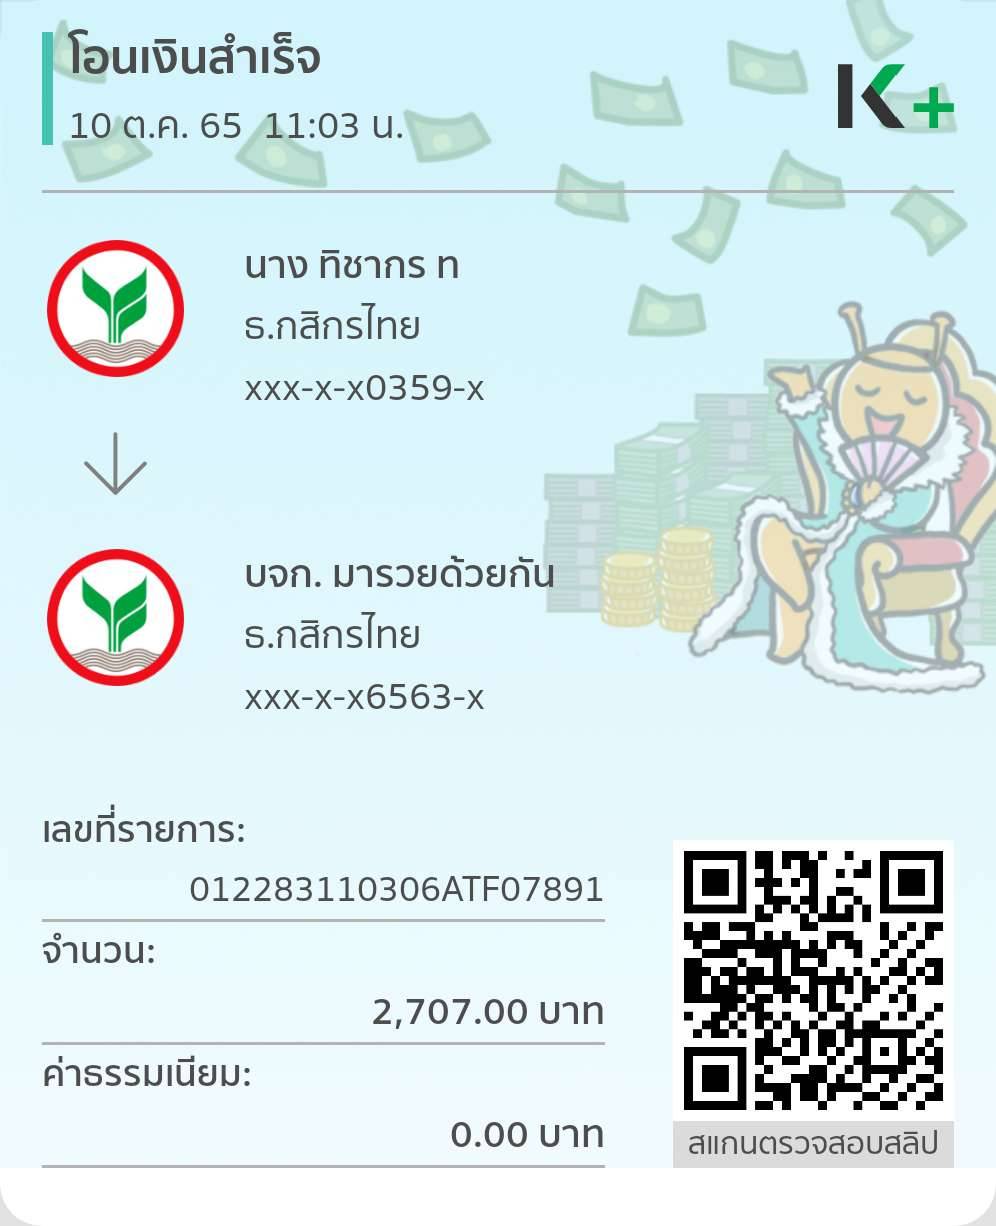 โอนเงินสำเร็จ
10 ต.ค. 65 11:03 น.
K+
นาง ทิชากร ท
ธ.กสิกรไทย
xxx-x-x0359-x
บจก. มารวยด้วยกัน
ธ.กสิกรไทย
xxx-x-x6563-x
เลขที่รายการ:
012283110306ATF07891
จำนวน:
2,707.00 บาท
ค่าธรรมเนียม:
0.00 บาท
สแกนตรวจสอบสลิป